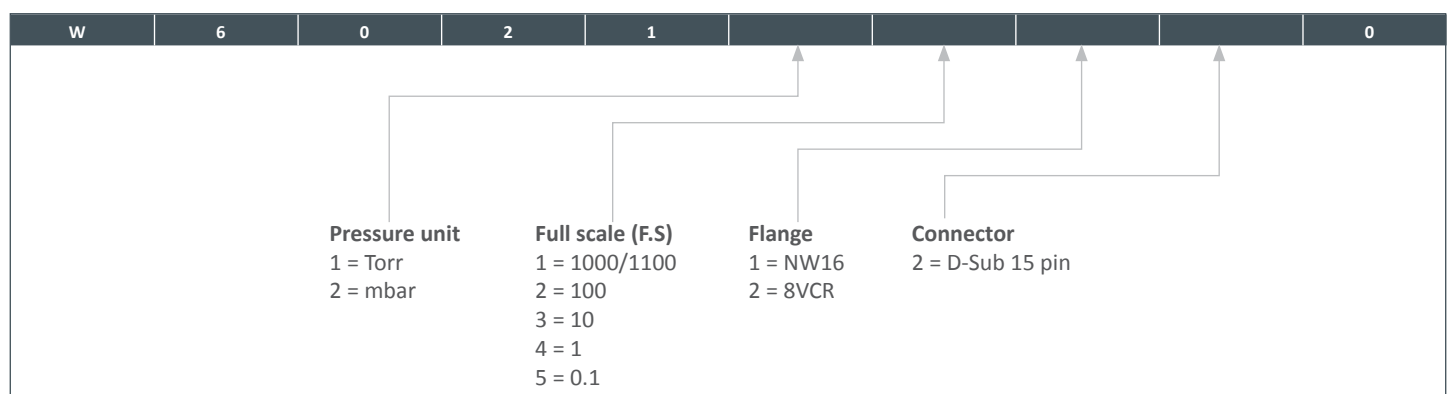 W 6 0 2 1 0
Pressure unit Full scale (F.S) Flange Connector
1 = Torr 1 = 1000/1100 1 = NW16 2 = D-Sub 15 pin
2 = mbar 2 = 100 2 = 8VCR
3 = 10
4 = 1
5 = 0.1